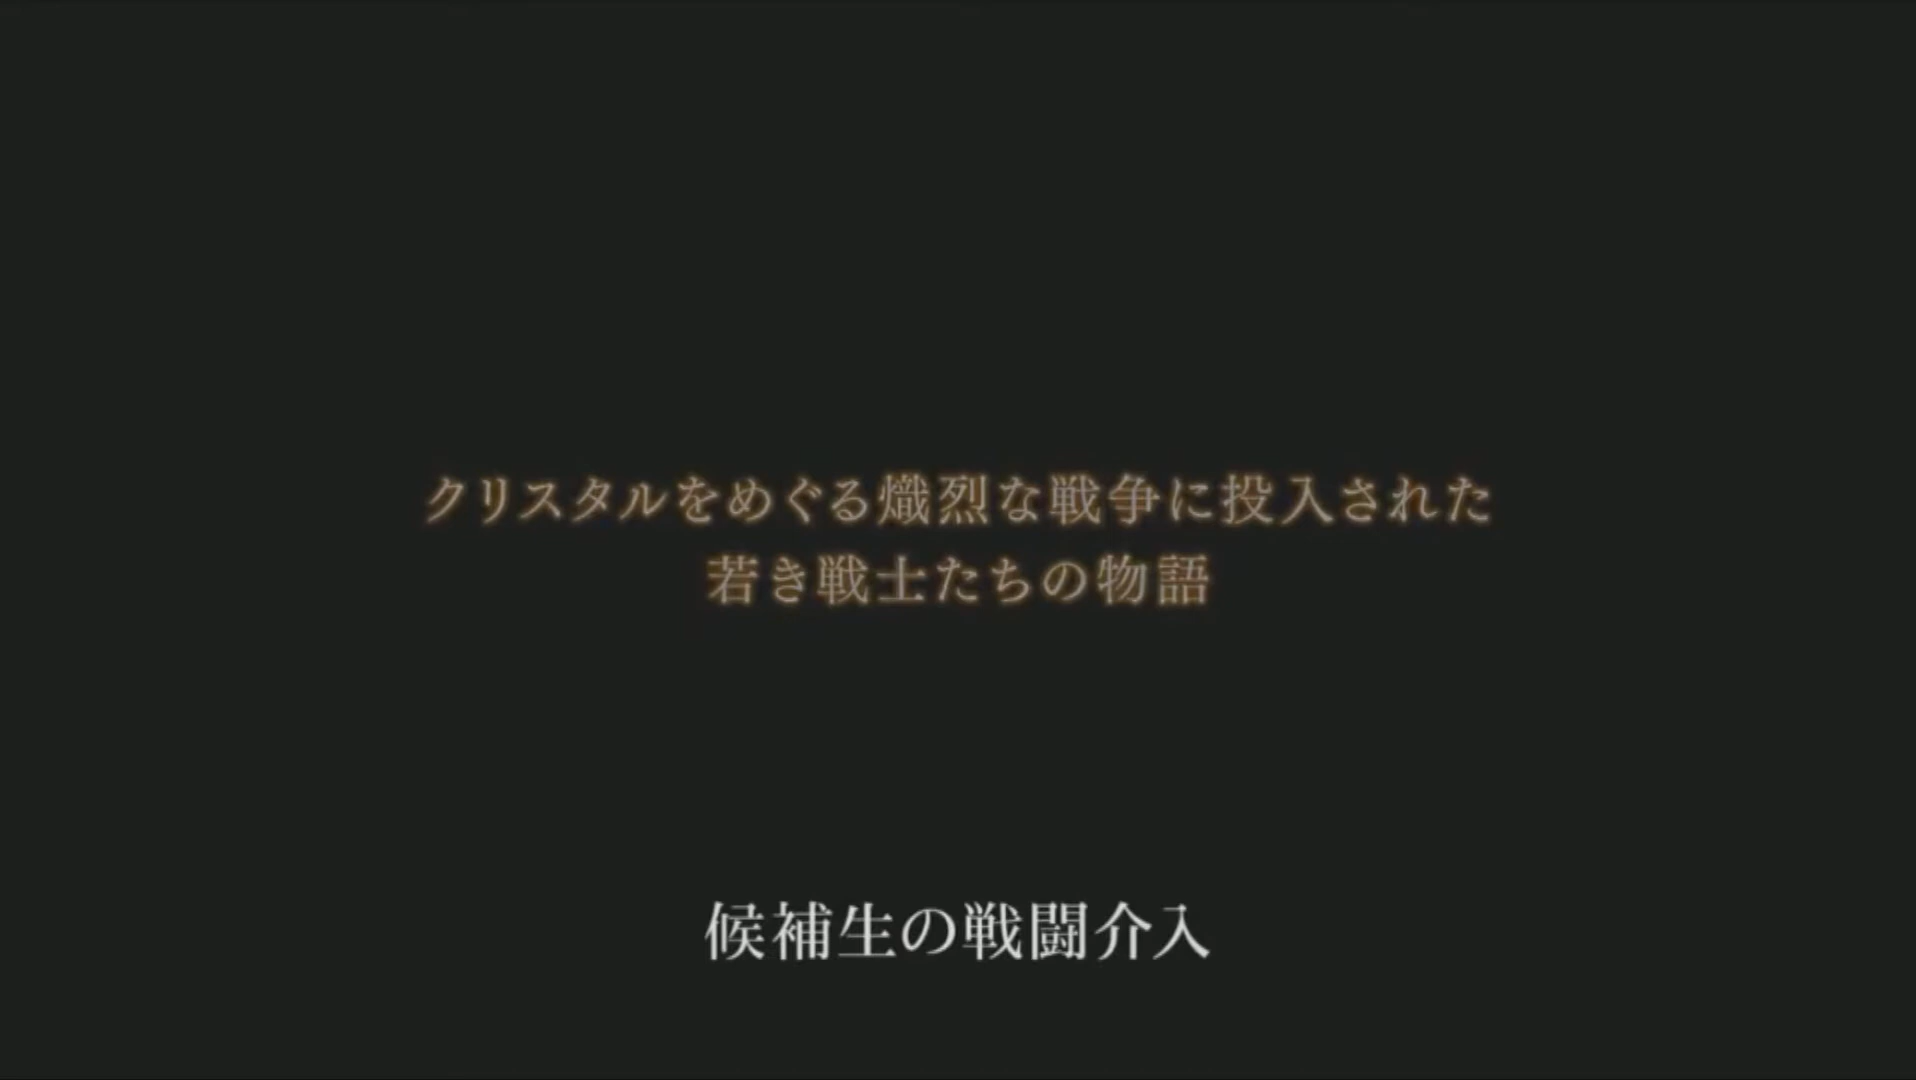 クリスタルをめぐる熾烈な戦争に投入された
若き戦士たちの物語
候補生の戦闘介入